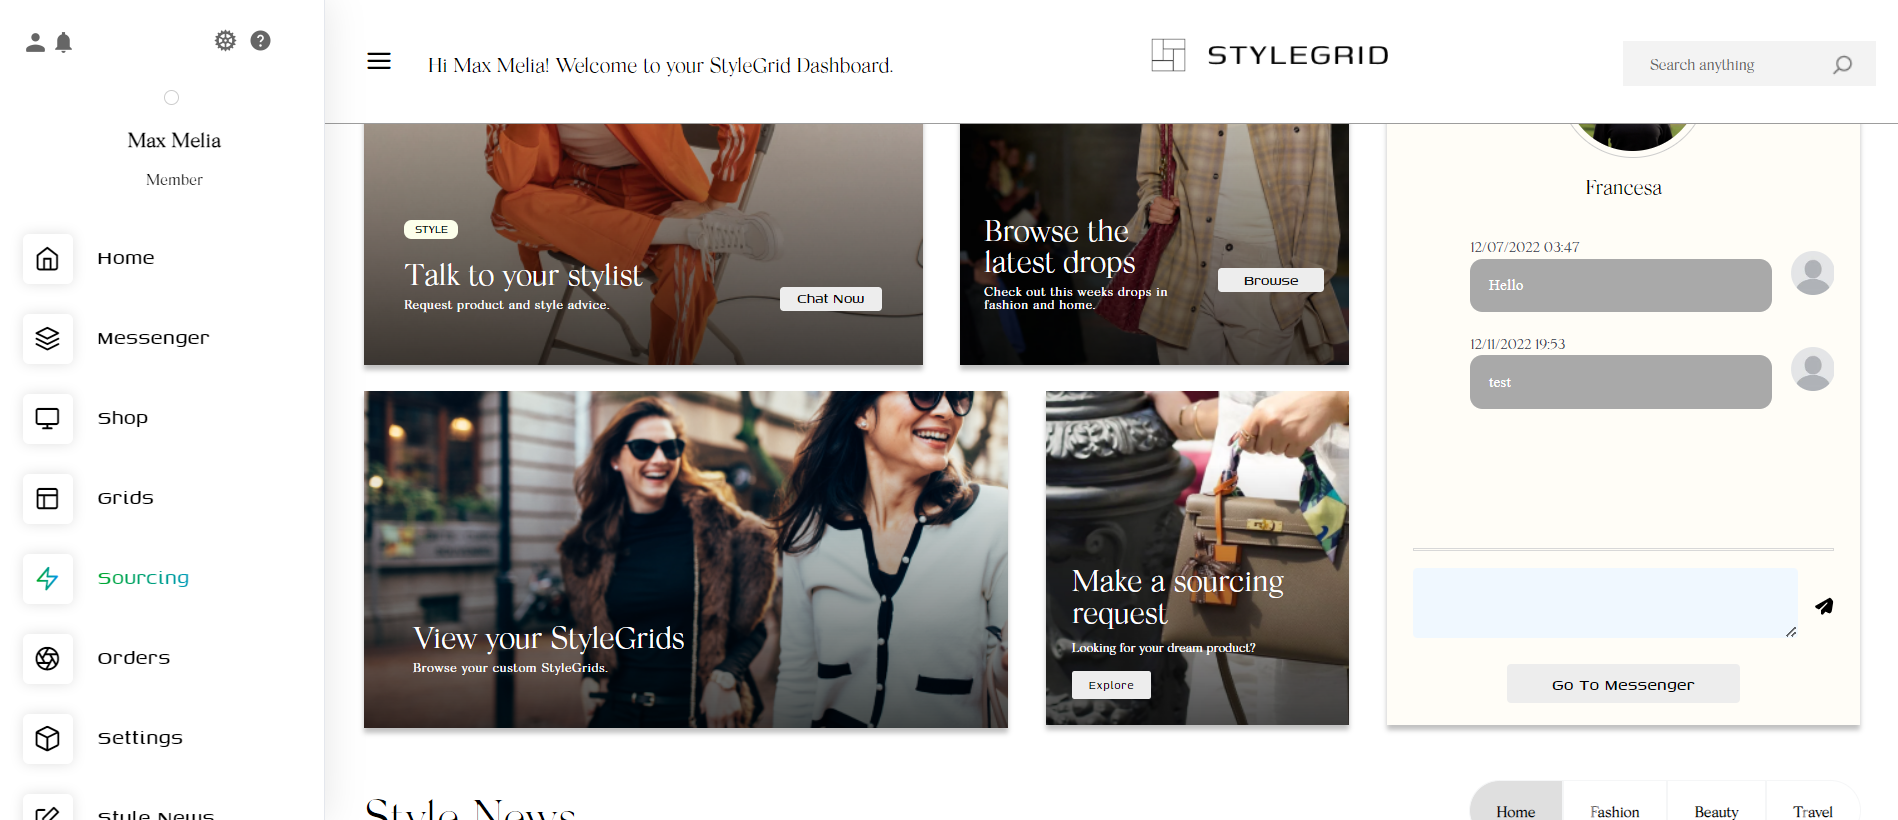 Hi Max Melia! Welcome to your StyleGrid Dashboard.
STYLEGRID
Search anything
Max Melia
Member
Home
Messenger
Shop
Grids
Sourcing
Orders
Settings
Style News
STYLE
Talk to your stylist
Request product and style advice.
Chat Now
Browse the
latest drops
Check out this weeks drops in
fashion and home.
Browse
View your StyleGrids
Browse your custom StyleGrids.
Make a sourcing
request
Looking for your dream product?
Explore
Francesa
12/07/2022 03:47
Hello
12/11/2022 19:53
test
Go To Messenger
Style News
Home
Fashion
Beauty
Travel